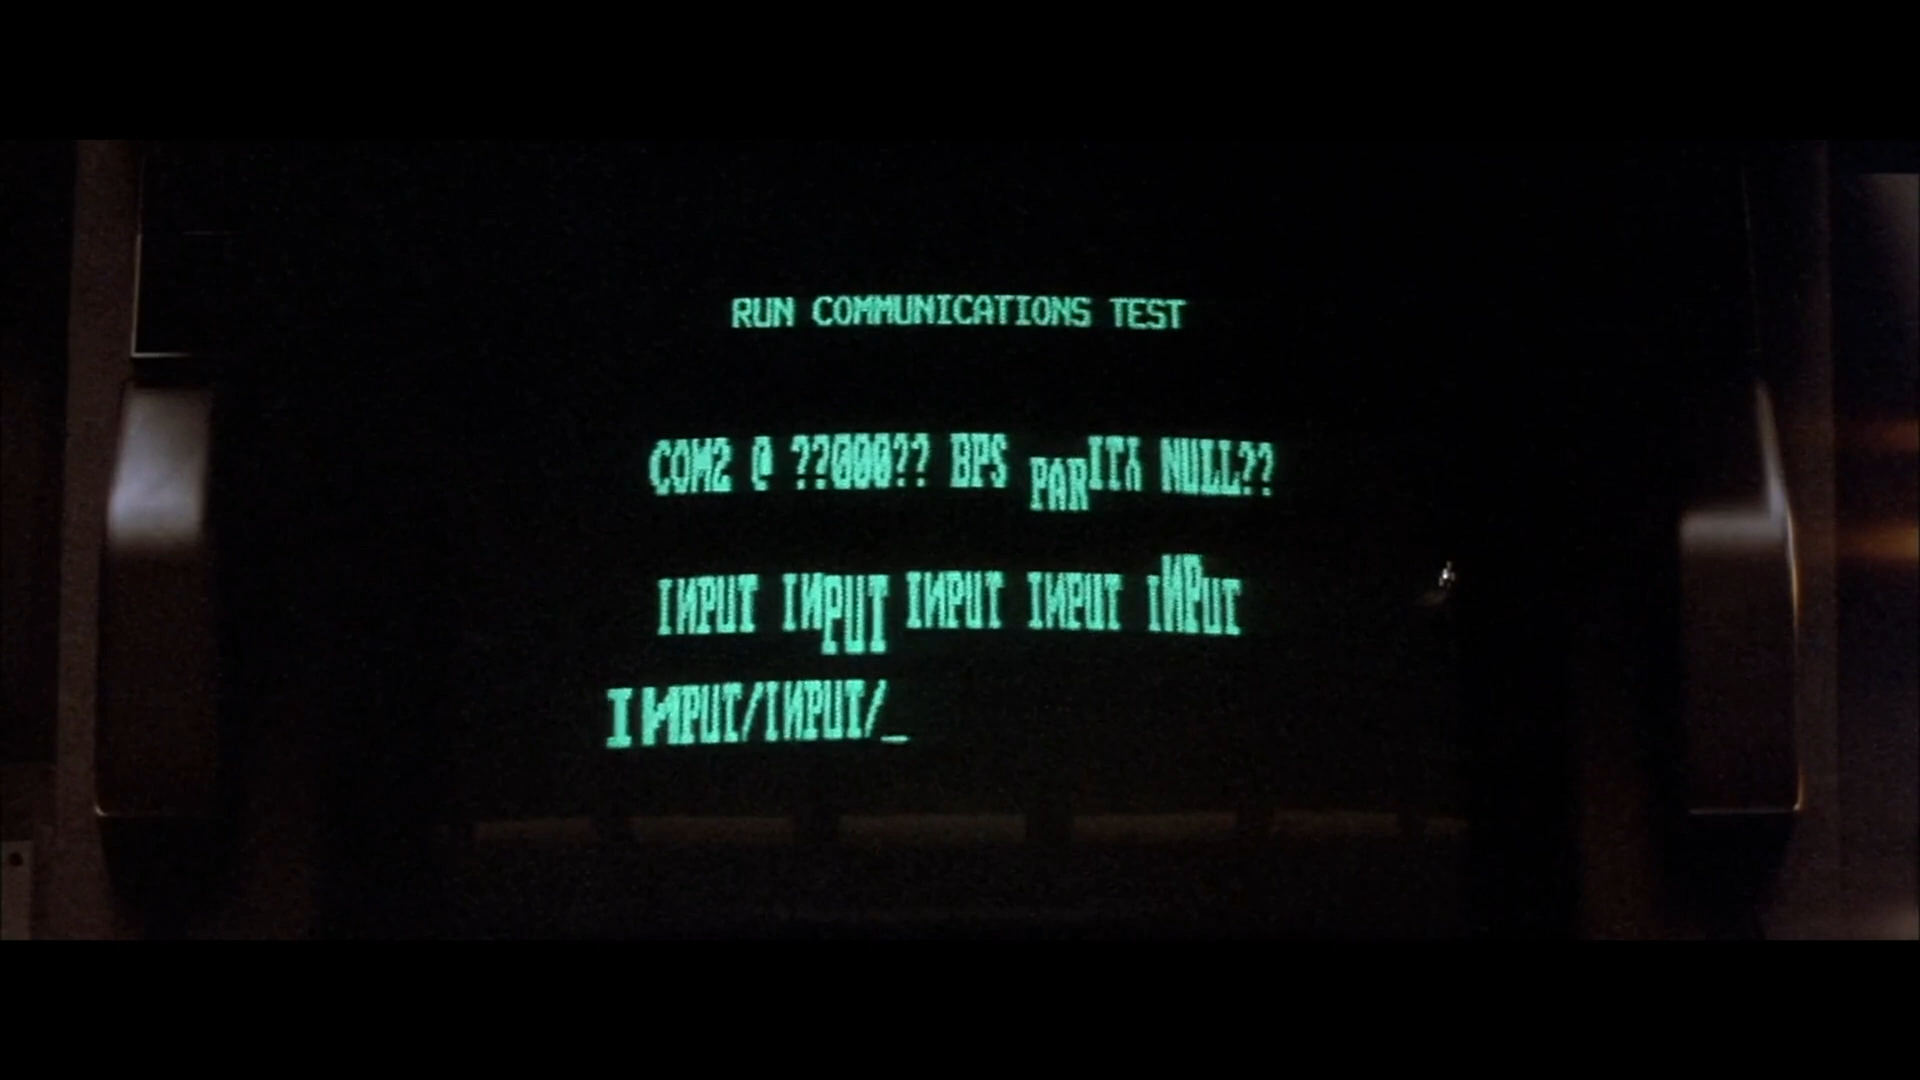 RUN COMMUNICATIONS TEST
COM2 @ ??000?? BPS PARITY NULL??
INPUT INPUT INPUT INPUT INPUT
INPUT/INPUT/_